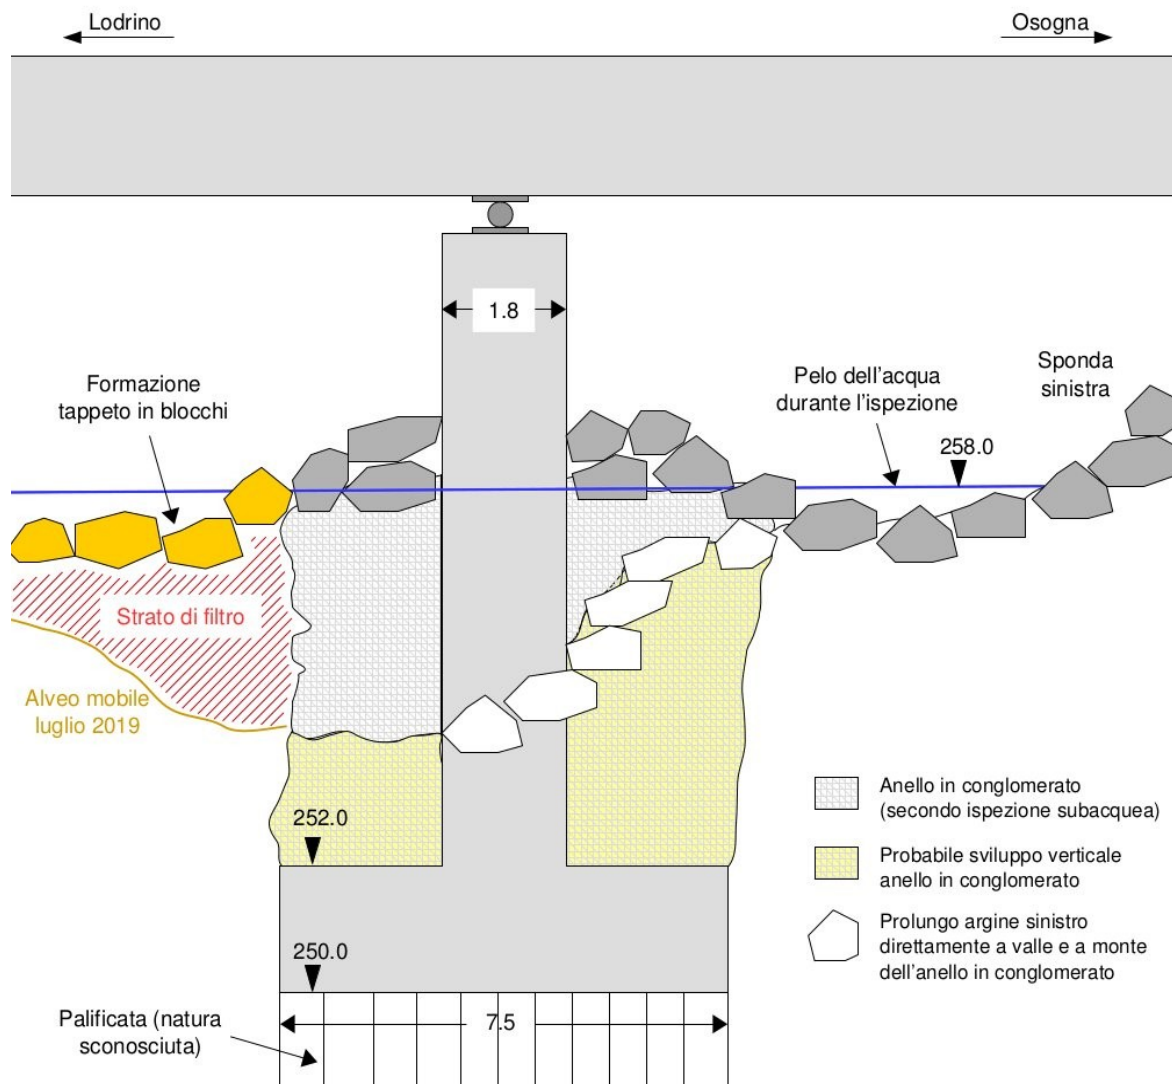 Lodrino
Osogna
1.8
Formazione
tappeto in blocchi
Pelo dell'acqua
durante l'ispezione
Sponda
sinistra
258.0
Strato di filtro
Alveo mobile
luglio 2019
252.0
250.0
Palificata (natura
sconosciuta)
7.5
Anello in conglomerato
(secondo ispezione subacquea)
Probabile sviluppo verticale
anello in conglomerato
Prolungo argine sinistro
direttamente a valle e a monte
dell'anello in conglomerato